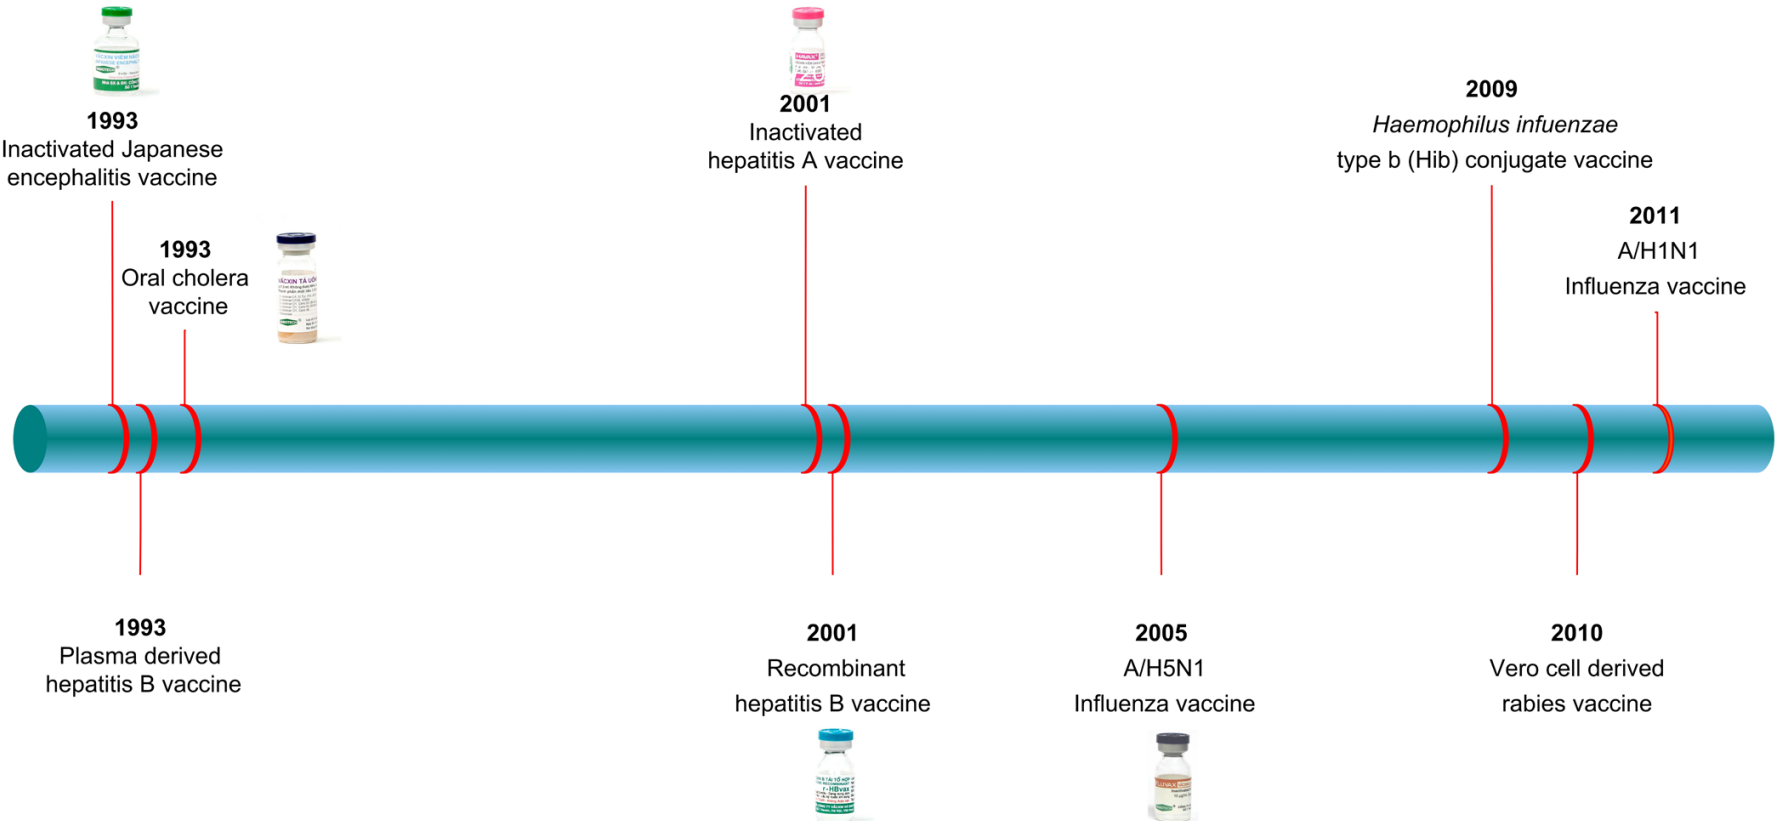 1993
Inactivated Japanese
encephalitis vaccine
1993
Oral cholera
vaccine
2001
Inactivated
hepatitis A vaccine
2009
Haemophilus infuenzae
type b (Hib) conjugate vaccine
2011
A/H1N1
Influenza vaccine
1993
Plasma derived
hepatitis B vaccine
2001
Recombinant
hepatitis B vaccine
r-HBvax
2005
A/H5N1
Influenza vaccine
2010
Vero cell derived
rabies vaccine